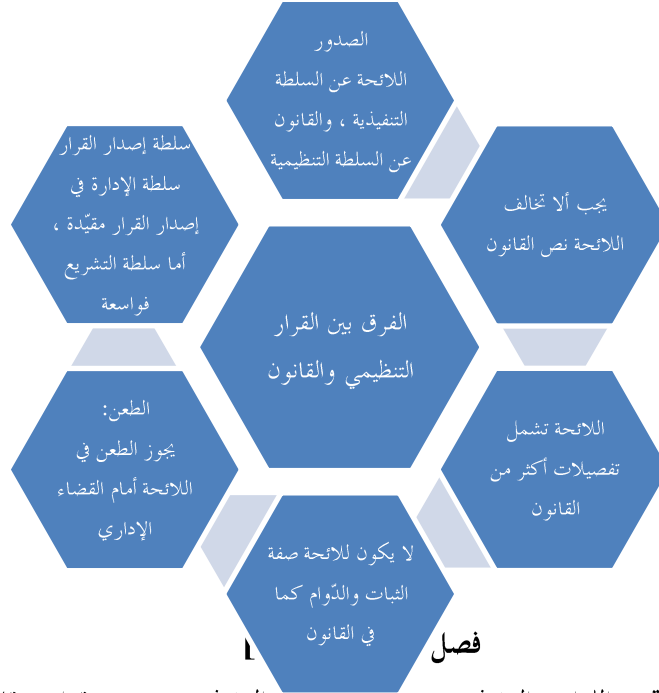 الصدور
اللائحة عن السلطة
التنفيذية ، والقانون
عن السلطة التنظيمية
يجب ألا تخالف
اللائحة نص القانون
اللائحة تشمل
تفصيلات أكثر من
القانون
لا يكون للائحة صفة
الثبات والدّوام كما
في القانون
الطعن:
يجوز الطعن في
اللائحة أمام القضاء
الإداري
سلطة إصدار القرار
سلطة الإدارة في
إصدار القرار مقيّدة ،
أما سلطة التشريع
فواسعة
الفرق بين القرار
التنظيمي والقانون
فصل